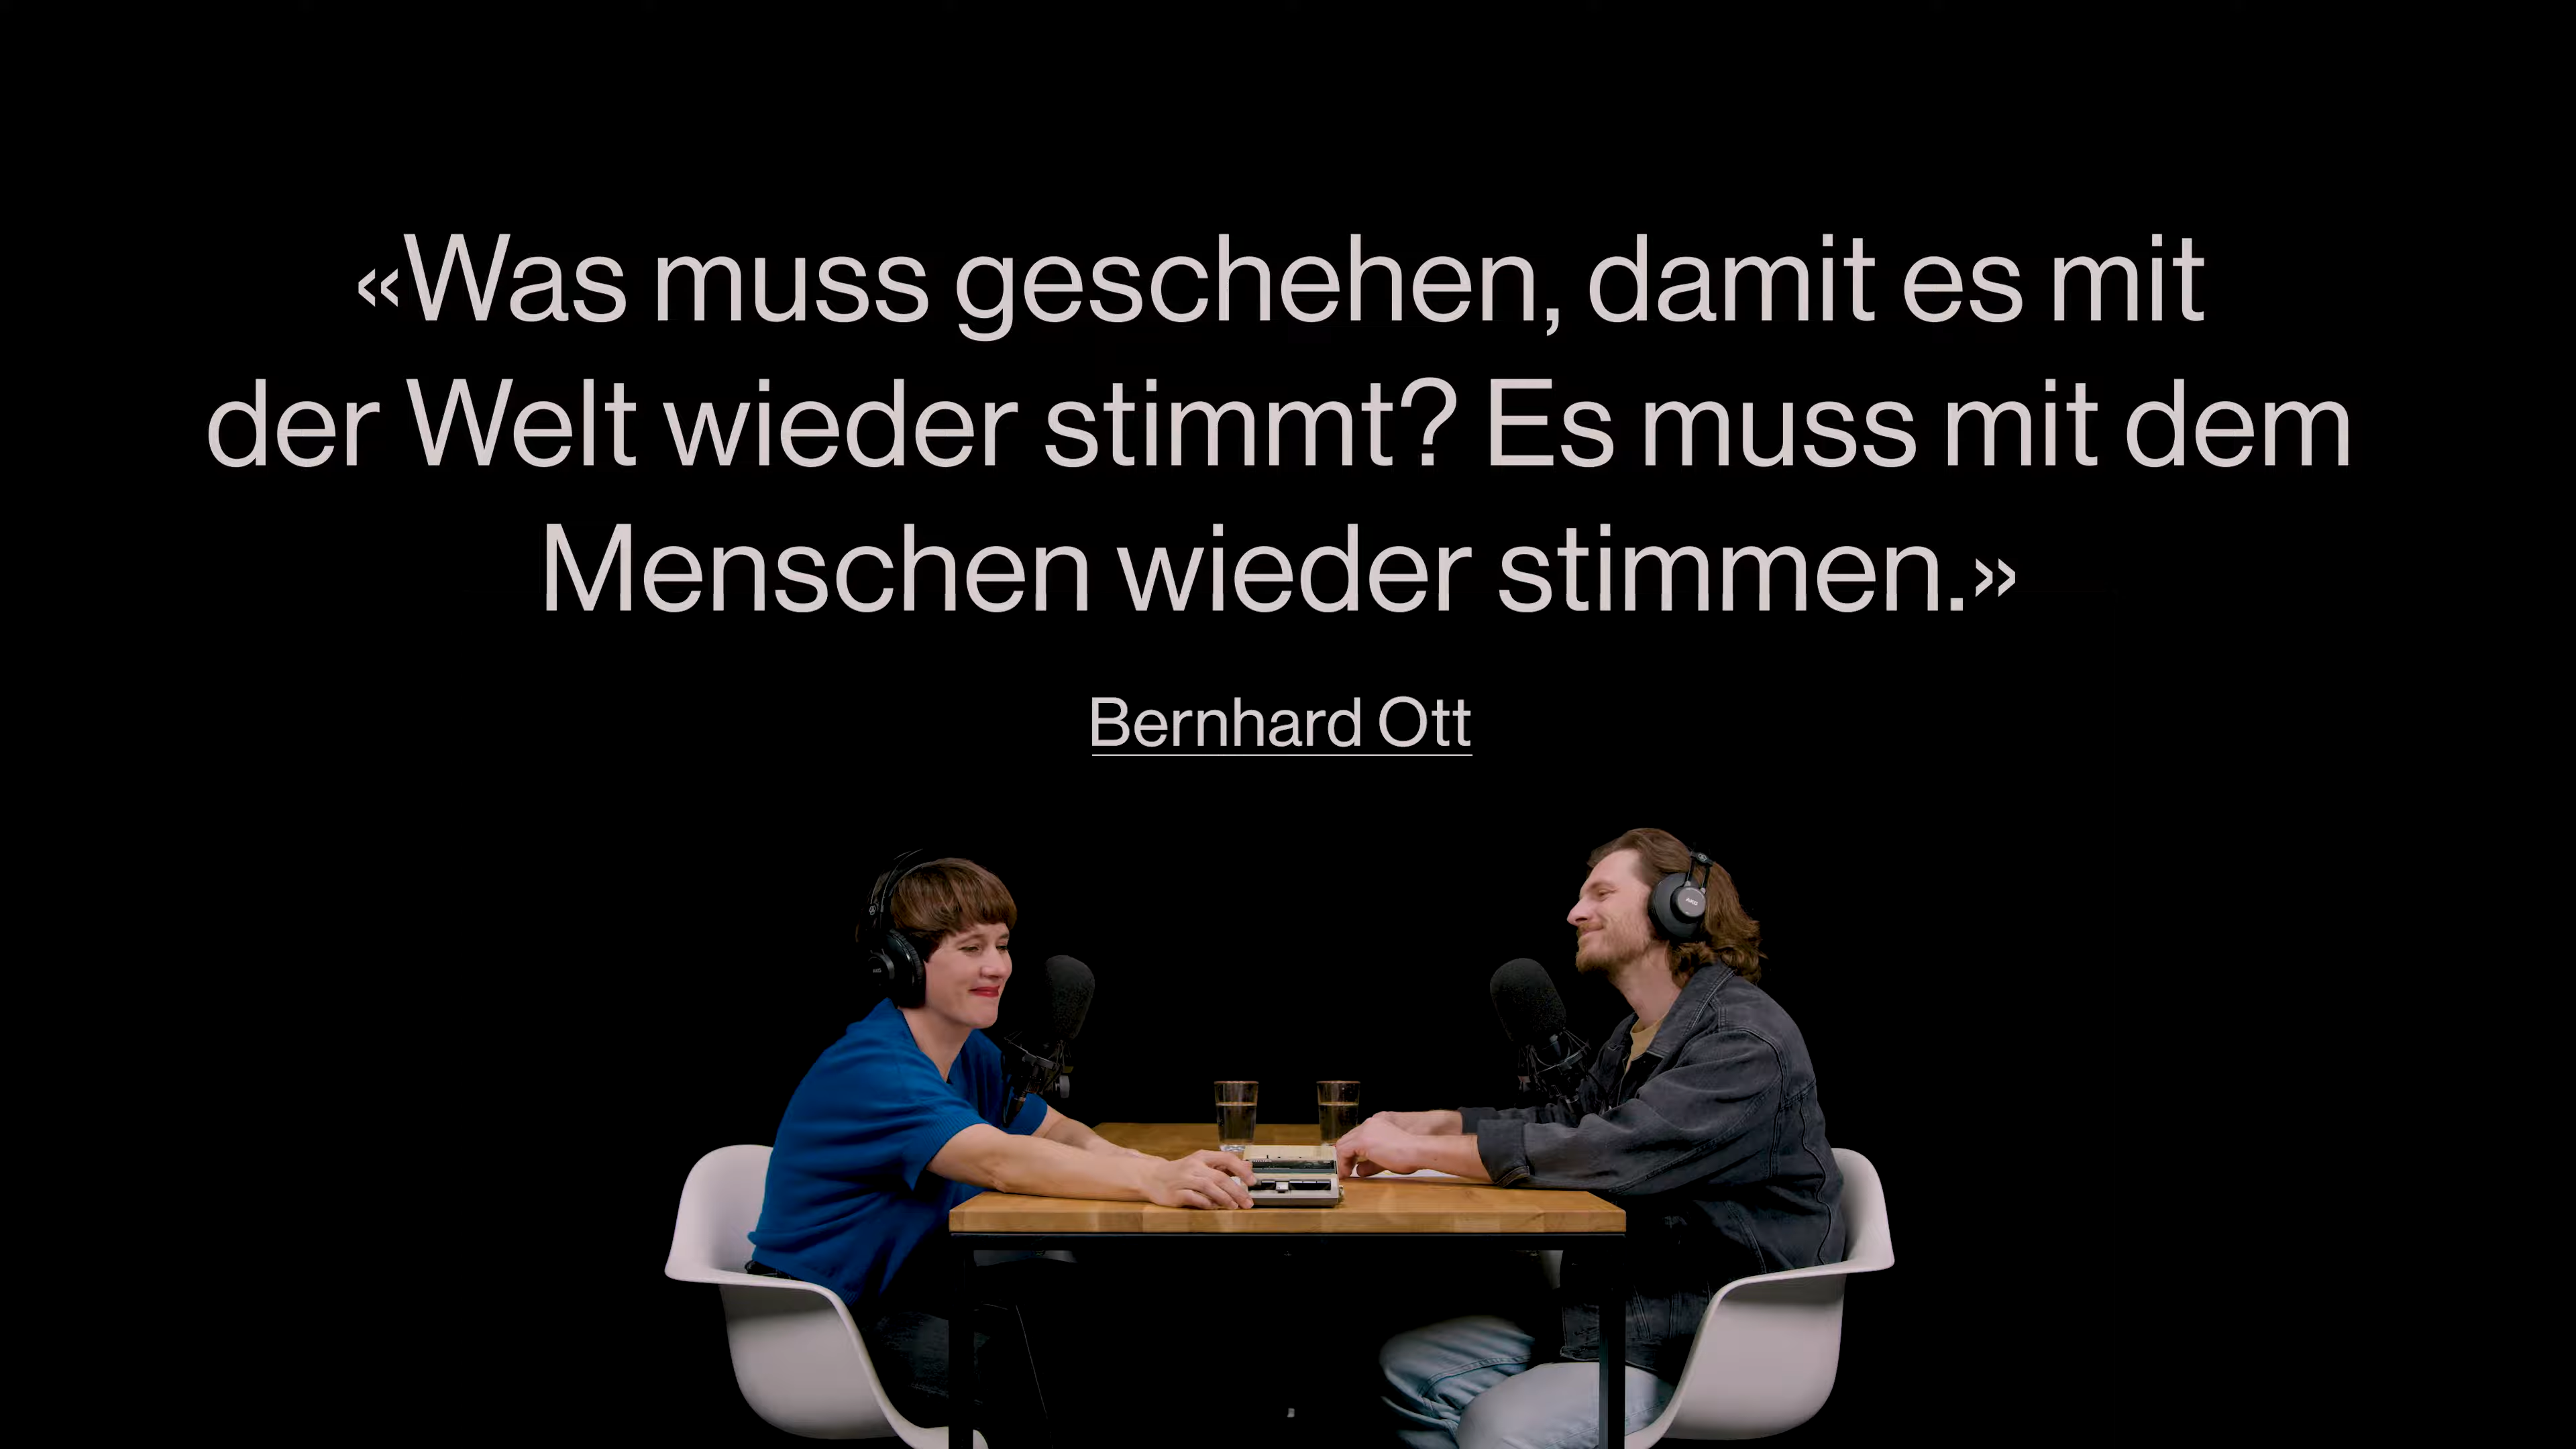 «Was muss geschehen, damit es mit
der Welt wieder stimmt? Es muss mit dem
Menschen wieder stimmen.»
Bernhard Ott